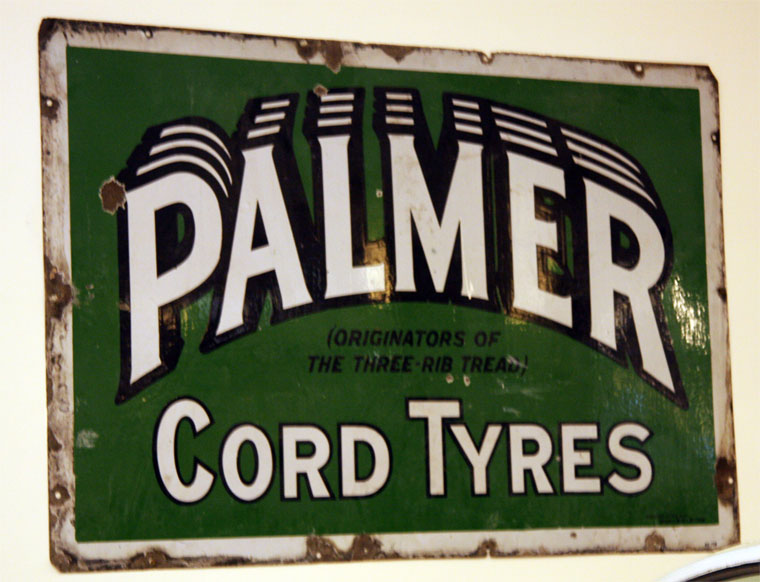 PALMER
(ORIGINATORS OF
THE THREE-RIB TREAD)
CORD TYRES